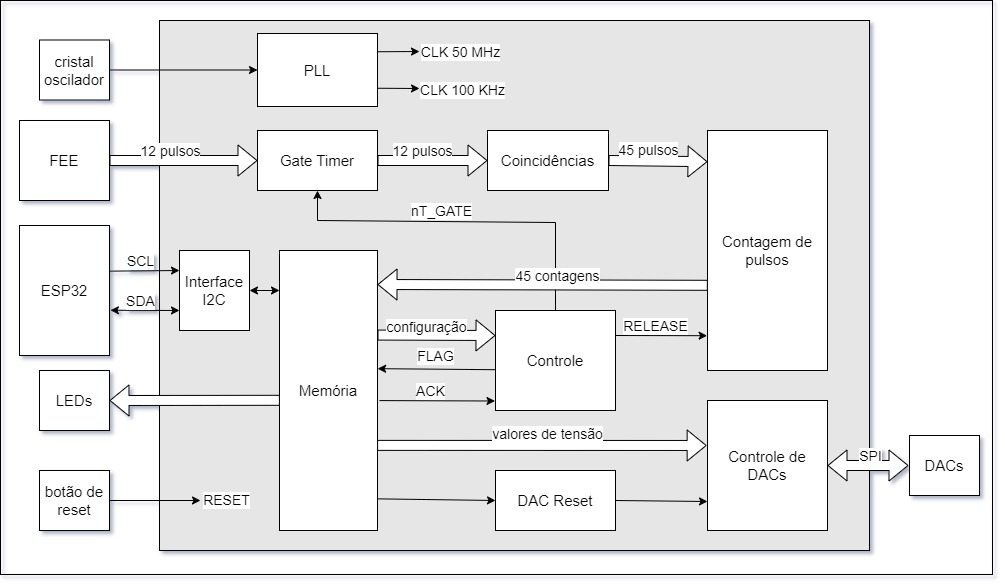 cristal
oscilador
PLL
CLK 50 MHz
CLK 100 KHz
FEE
12 pulsos
Gate Timer
12 pulsos
Coincidências
45 pulsos
nT_GATE
Contagem de
pulsos
ESP32
SCL
SDA
Interface
I2C
45 contagens
configuração
FLAG
ACK
Controle
RELEASE
Memória
LEDs
valores de tensão
Controle de
DACs
SPI
DACs
botão de
reset
RESET
DAC Reset